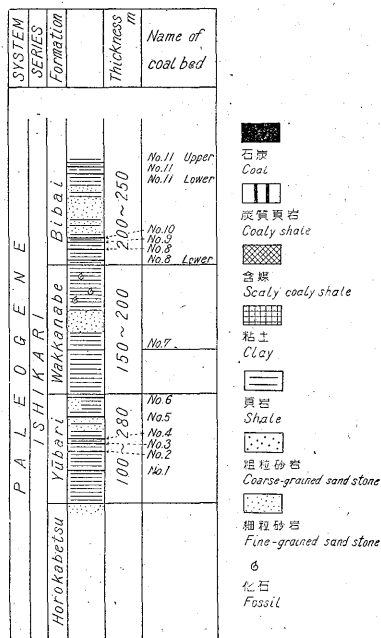 SYSTEM
SERIES
Formation
Thickness
m
Name of
coal bed
PALEOGENE
ISHIKARI
Bibai
200~250
No.11 Upper
No.11
No.11 Lower
No.10
No.9
No.8
No.8 Lower
Wakkanabe
150~200
No.7
Yūbari
100~280
No.6
No.5
No.4
No.3
No.2
No.1
Horokabetsu
石炭
Coal
炭質頁岩
Coaly shale
含媒
Scaly coaly shale
粘土
Clay
頁岩
Shale
粗粒砂岩
Coarse-grained sand stone
細粒砂岩
Fine-grained sand stone
化石
Fossil